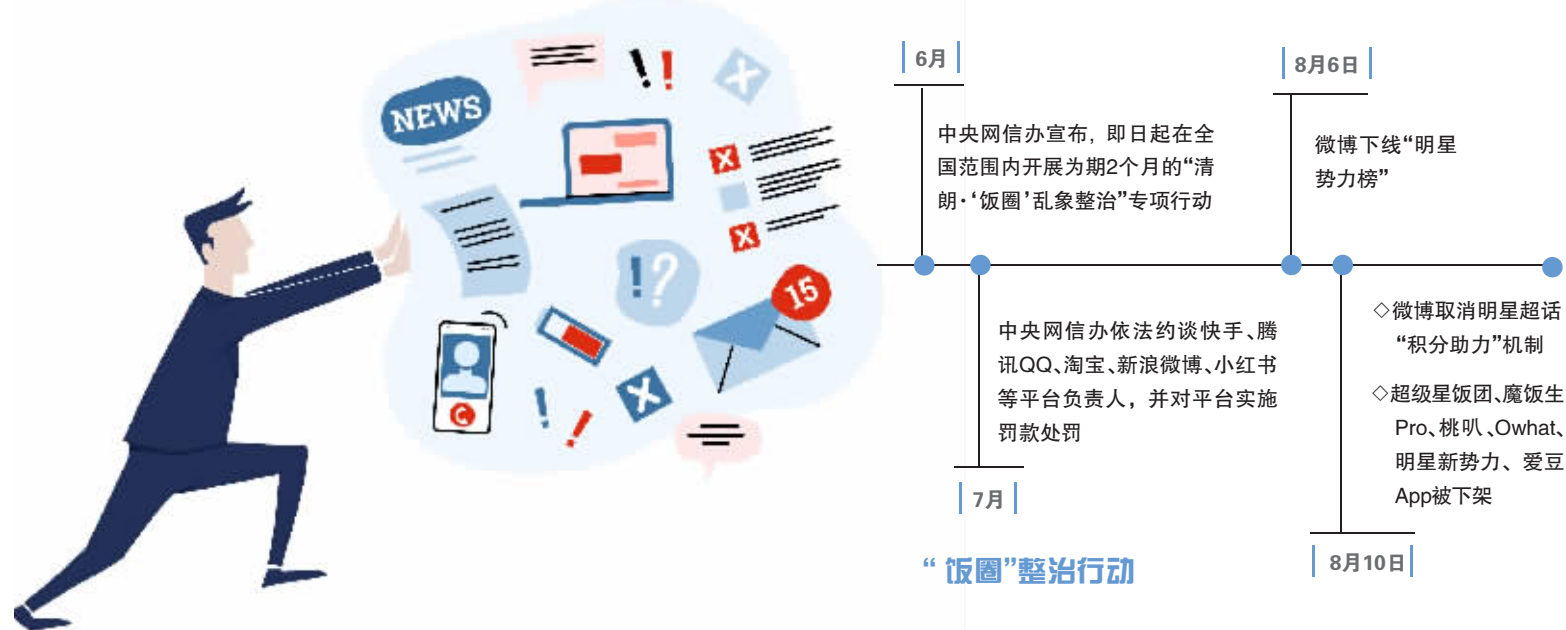 NEWS
15
6月
中央网信办宣布，即日起在全
国范围内开展为期2个月的“清
朗·‘饭圈’乱象整治”专项行动
中央网信办依法约谈快手、腾
讯QQ、淘宝、新浪微博、小红书
等平台负责人，并对平台实施
罚款处罚
7月
8月6日
微博下线“明星
势力榜”
◇微博取消明星超话
“积分助力”机制
◇超级星饭团、魔饭生
Pro、桃叭、Owhat、
明星新势力、爱豆
App被下架
8月10日
“饭圈”整治行动